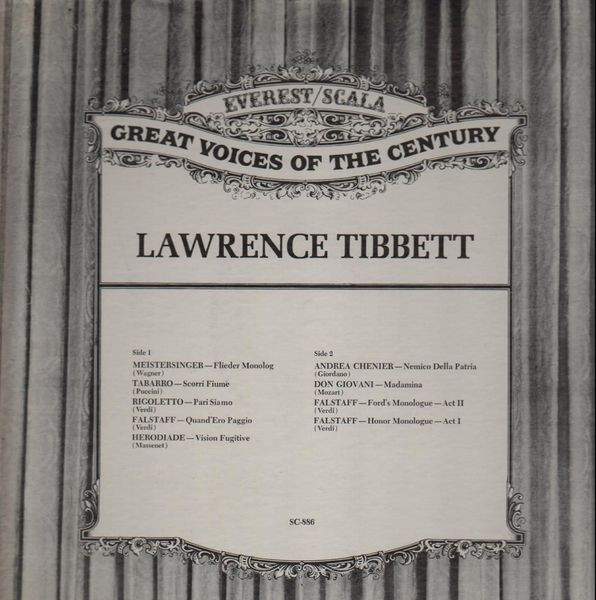 EVEREST/SCALA
GREAT VOICES OF THE CENTURY
LAWRENCE TIBBETT
Side 1
MEISTERSINGER—Flieder Monolog
(Wagner)
TABARRO—Scorri Fiume
(Puccini)
RIGOLETTO—Pari Siamo
(Verdi)
FALSTAFF—Quand'Ero Paggio
(Verdi)
HERODIADE—Vision Fugitive
(Massenet)
Side 2
ANDREA CHENIER—Nemico Della Patria
(Giordano)
DON GIOVANI—Madamina
(Mozart)
FALSTAFF—Ford's Monologue—Act II
(Verdi)
FALSTAFF—Honor Monologue—Act I
(Verdi)
SC-886